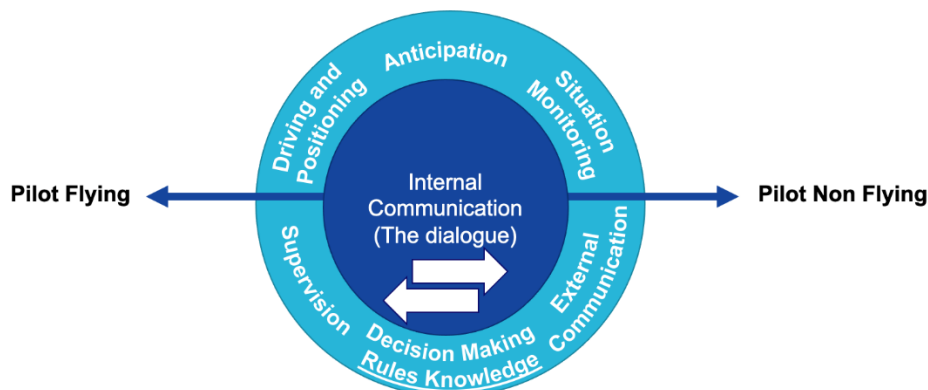 Anticipation
Driving and
Positioning
Situation
Monitoring
Pilot Flying
Internal
Communication
(The dialogue)
Pilot Non Flying
Supervision
External
Communication
Decision Making
Rules Knowledge